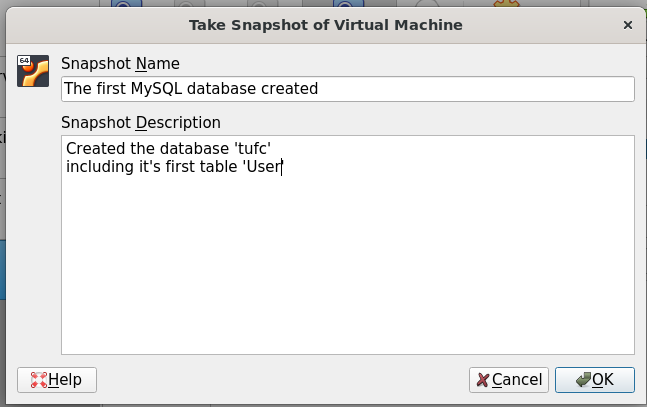 Take Snapshot of Virtual Machine
64
Snapshot Name
The first MySQL database created
Snapshot Description
Created the database 'tufc'
including it's first table 'User'
Help
Cancel
OK